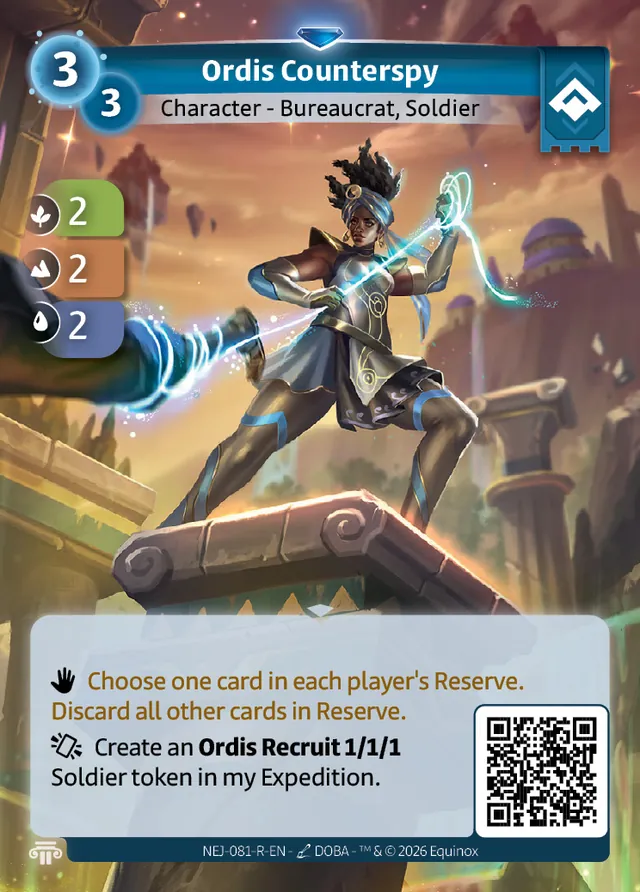 3
Ordis Counterspy
3
Character - Bureaucrat, Soldier
2
2
2
Choose one card in each player's Reserve.
Discard all other cards in Reserve.
Create an Ordis Recruit 1/1/1
Soldier token in my Expedition.
NEJ-081-R-EN - DOBA - ™ & © 2026 Equinox